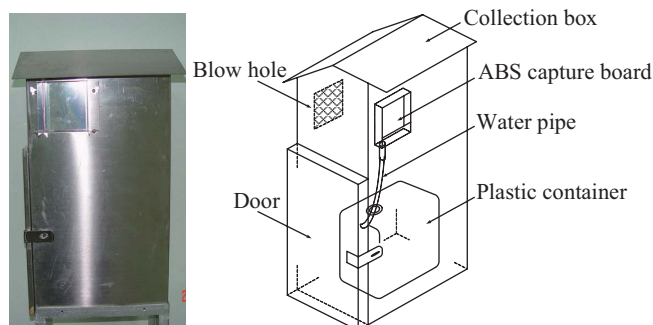 Collection box
Blow hole
ABS capture board
Water pipe
Door
Plastic container